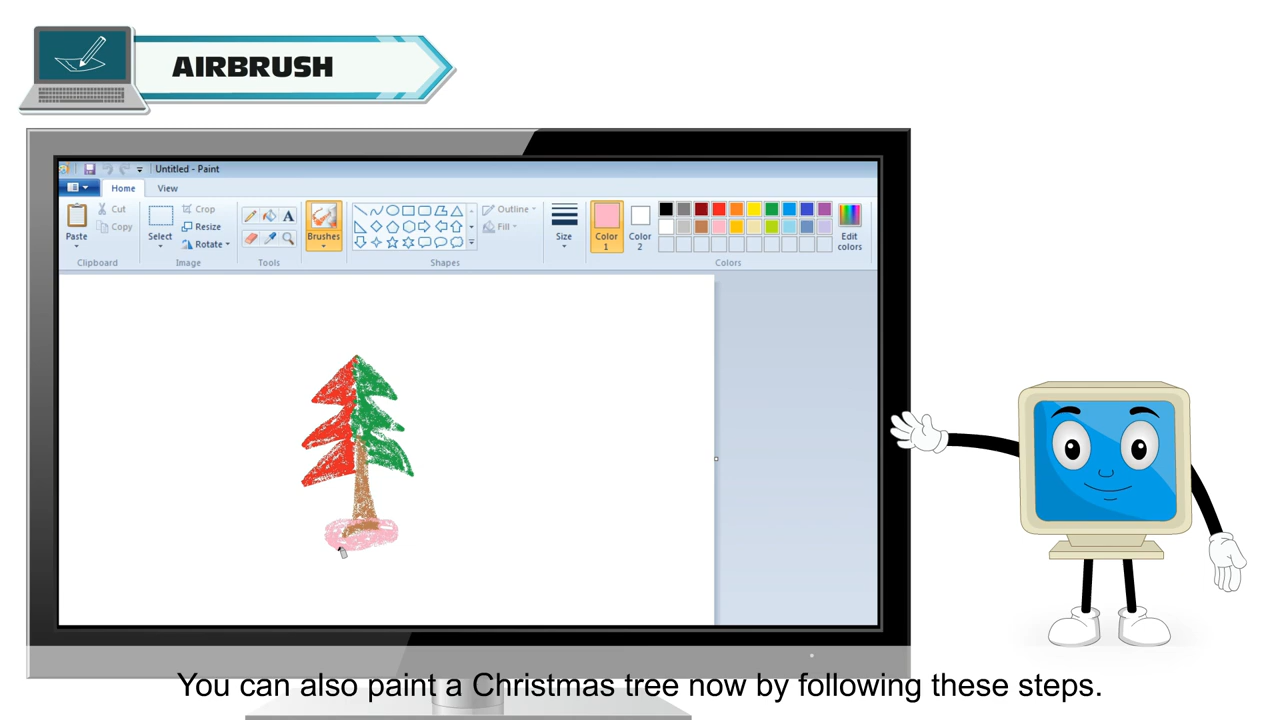 AIRBRUSH
Untitled - Paint
Home View
Paste Cut Copy
Clipboard
Select Crop Resize Rotate
Image
A
Tools
Brushes
Outline Fill
Shapes
Size
Color 1
Color 2
Edit colors
Colors
You can also paint a Christmas tree now by following these steps.